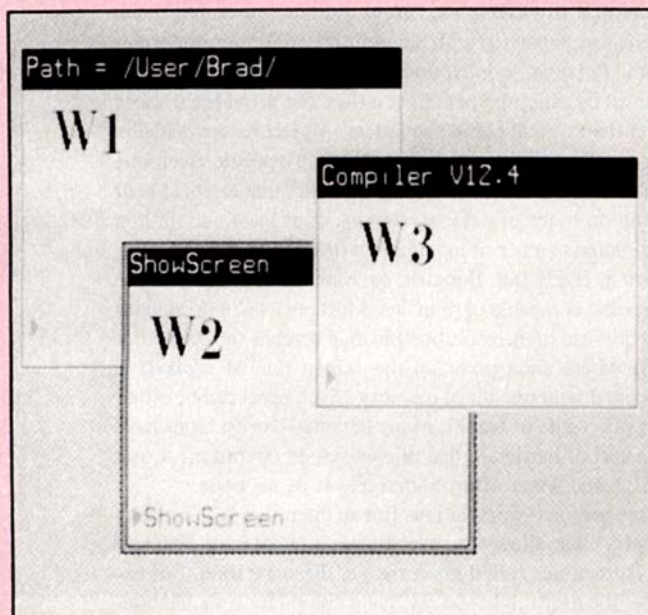 Path = /User/Brad/
W1
Compiler V12.4
W3
ShowScreen
W2
ShowScreen